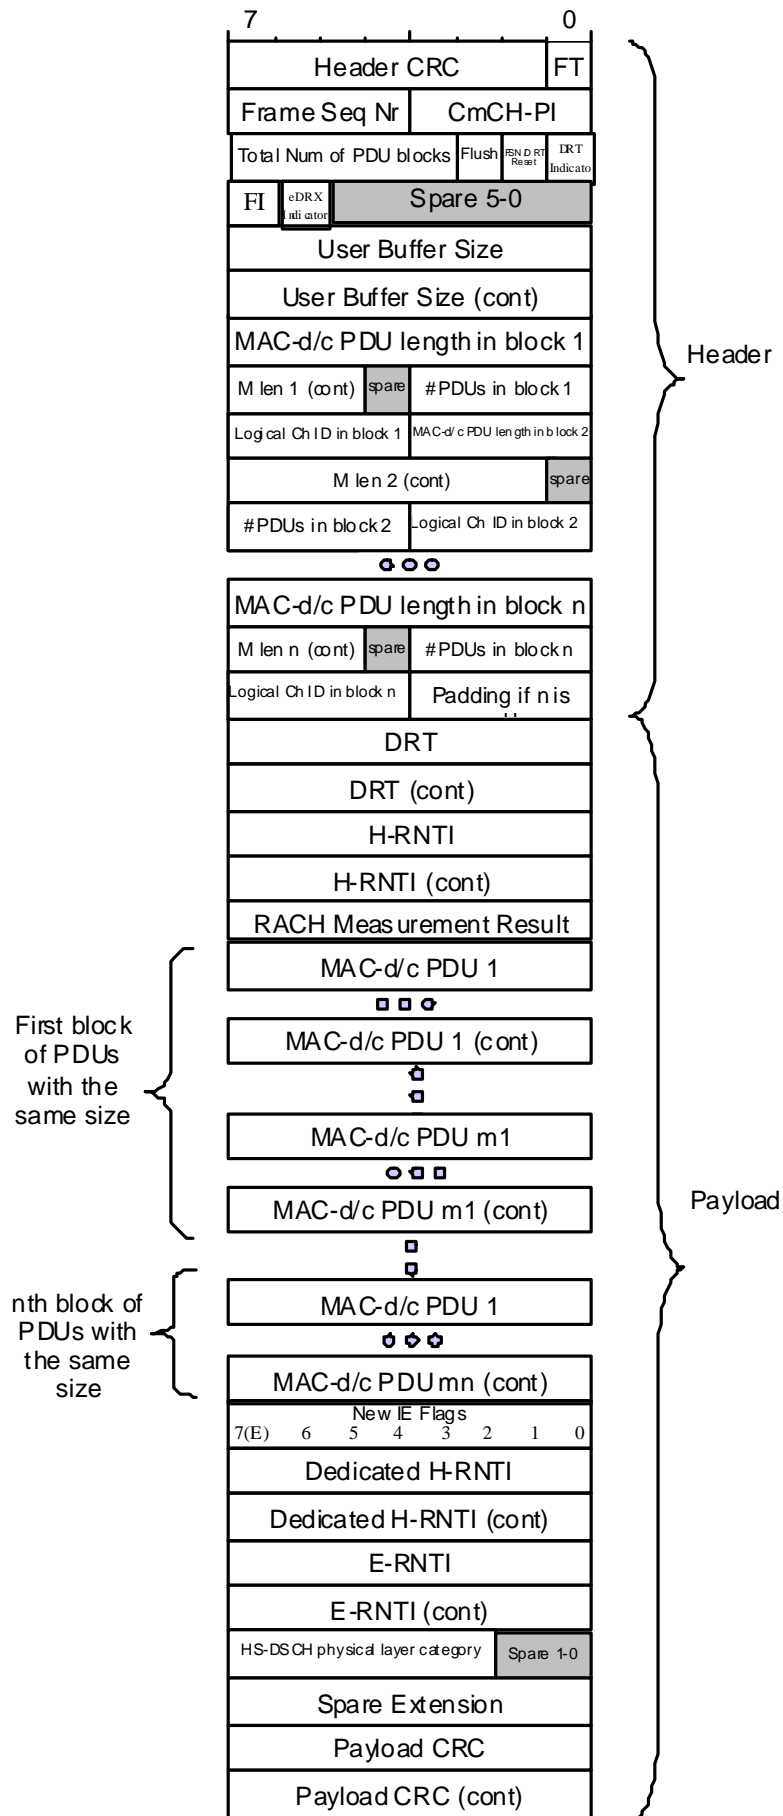 7 0
Header CRC FT
Frame Seq Nr CmCH-PI
Total Num of PDU blocks Flush FSN/DRT Reset DRT Indicato
FI eDRX Indicator Spare 5-0
User Buffer Size
User Buffer Size (cont)
MAC-d/c PDU length in block 1
Header
M len 1 (cont) spare #PDUs in block 1
Logical Ch ID in block 1 MAC-d/c PDU length in block 2
M len 2 (cont) spare
#PDUs in block 2 Logical Ch ID in block 2
MAC-d/c PDU length in block n
M len n (cont) spare #PDUs in block n
Logical Ch ID in block n Padding if n is
DRT
DRT (cont)
H-RNTI
H-RNTI (cont)
RACH Measurement Result
MAC-d/c PDU 1
First block
of PDUs
with the
same size
MAC-d/c PDU 1 (cont)
MAC-d/c PDU m1
MAC-d/c PDU m1 (cont)
Payload
nth block of
PDUs with
the same
size
MAC-d/c PDU 1
MAC-d/c PDU mn (cont)
New IE Flags
7(E) 6 5 4 3 2 1 0
Dedicated H-RNTI
Dedicated H-RNTI (cont)
E-RNTI
E-RNTI (cont)
HS-DSCH physical layer category Spare 1-0
Spare Extension
Payload CRC
Payload CRC (cont)